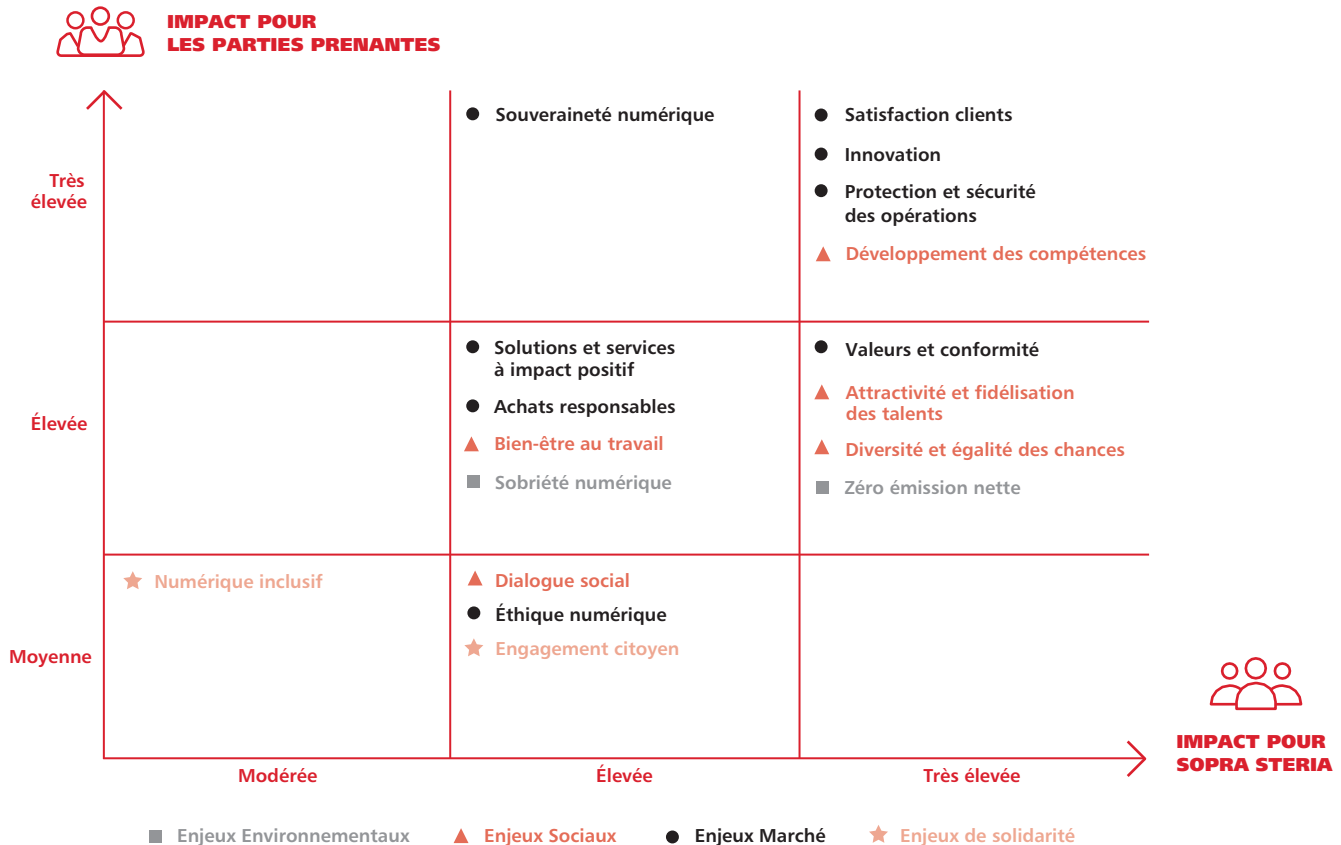 IMPACT POUR
LES PARTIES PRENANTES
Très
élevée
Souveraineté numérique
Satisfaction clients
Innovation
Protection et sécurité
des opérations
Développement des compétences
Élevée
Solutions et services
à impact positif
Achats responsables
Bien-être au travail
Sobriété numérique
Valeurs et conformité
Attractivité et fidélisation
des talents
Diversité et égalité des chances
Zéro émission nette
Moyenne
Numérique inclusif
Dialogue social
Éthique numérique
Engagement citoyen
IMPACT POUR
SOPRA STERIA
Modérée
Élevée
Très élevée
Enjeux Environnementaux
Enjeux Sociaux
Enjeux Marché
Enjeux de solidarité